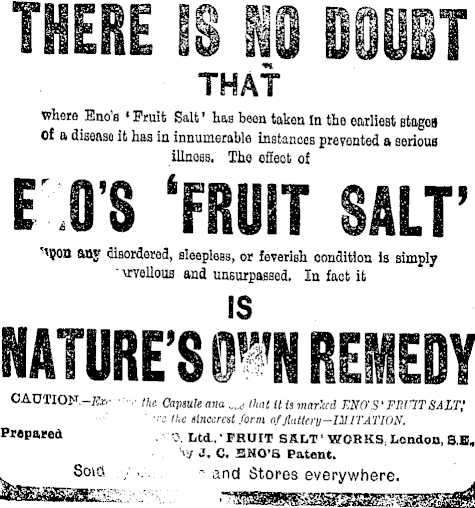 THERE IS NO DOUBT
THAT
where Eno's 'Fruit Salt' has been taken in the earliest stages
of a disease it has in innumerable instances prevented a serious
illness. The effect of
ENO'S 'FRUIT SALT'
upon any disordered, sleepless, or feverish condition is simply
and unsurpassed. In fact it
IS
NATURE'S OWN REMEDY
CAUTION.— the Capsule and that it is marked ENO'S 'FRUIT SALT,'
the sincerest form of flattery—IMITATION.
Prepared Ltd., 'FRUIT SALT' WORKS, London, S.E.,
by J. C. ENO'S Patent.
Sold and Stores everywhere.